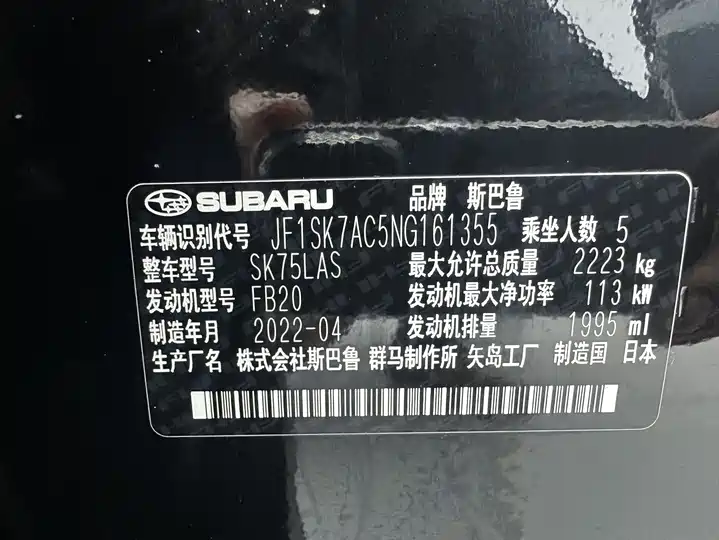 SUBARU 品牌 斯巴鲁
车辆识别代号 JF1SK7AC5NG161355 乘坐人数 5
整车型号 SK75LAS 最大允许总质量 2223 kg
发动机型号 FB20 发动机最大净功率 113 kW
制造年月 2022-04 发动机排量 1995 ml
生产厂名 株式会社斯巴鲁 群马制作所 矢岛工厂 制造国 日本